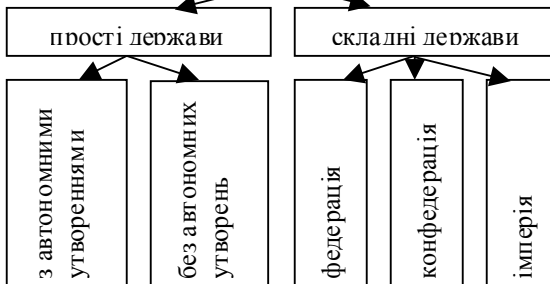 прості держави
складні держави
з автономними
утвореннями
без автономних
утворень
федерація
конфедерація
імперія